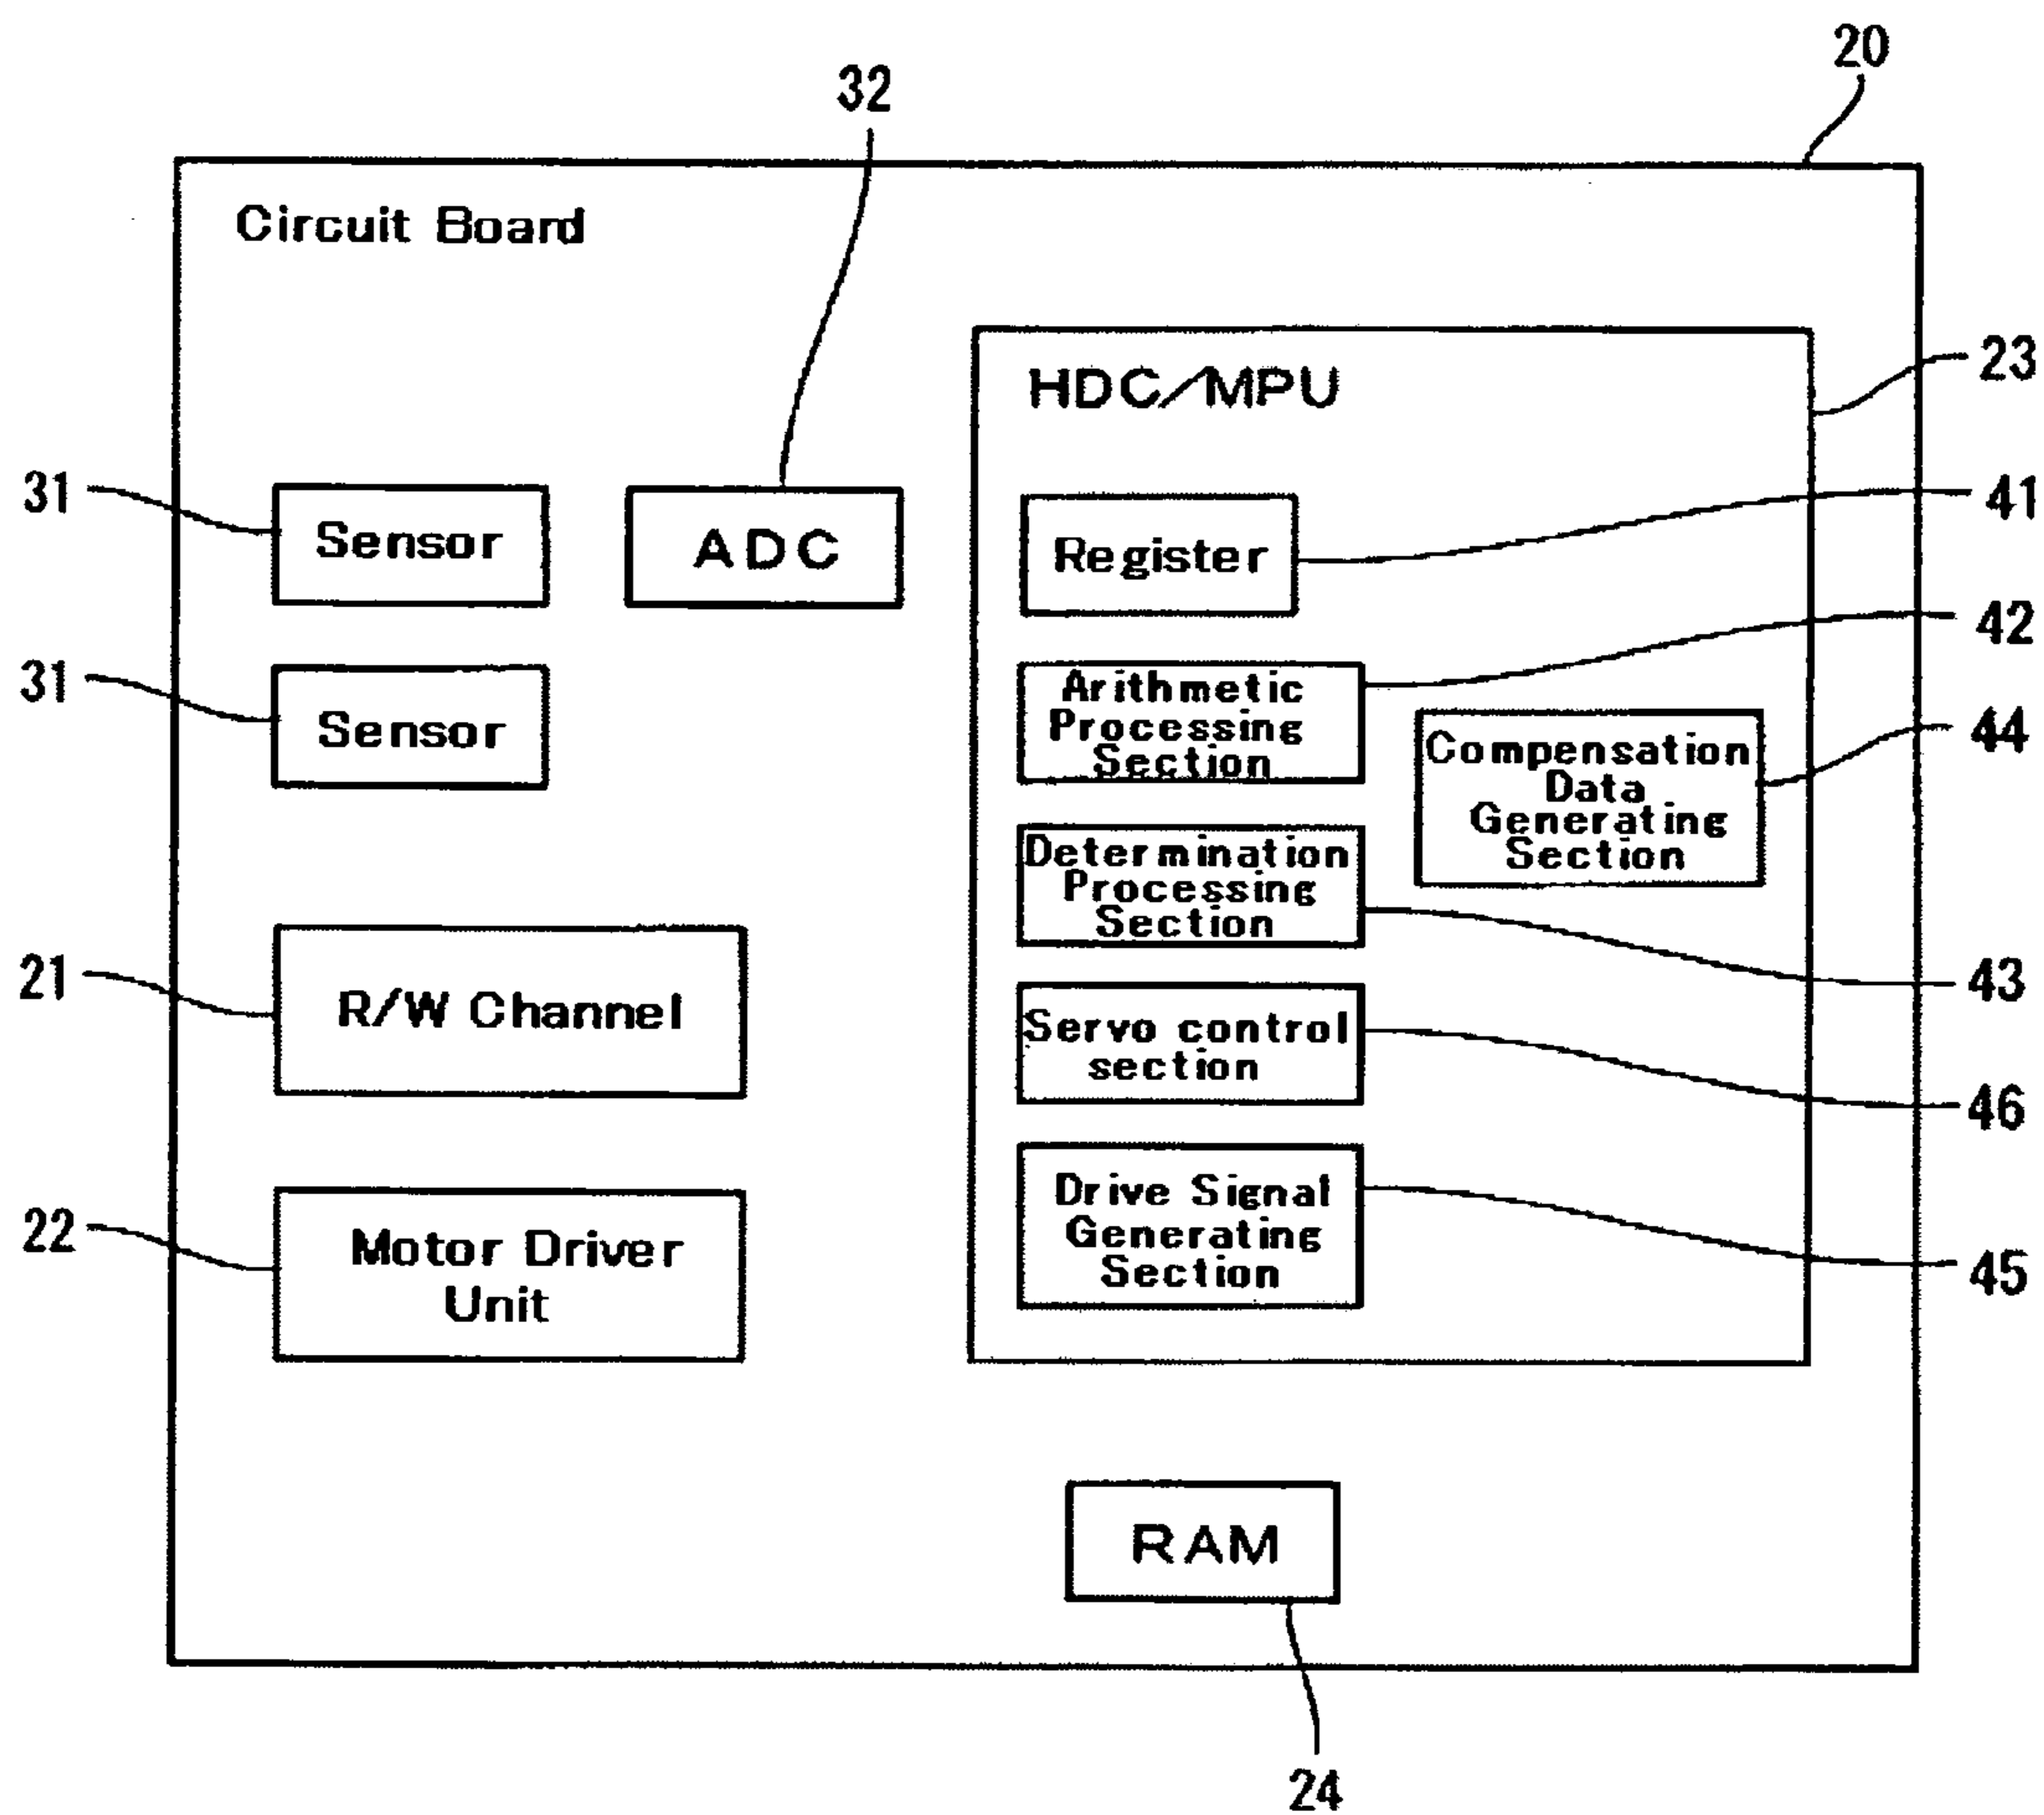 20
32
Circuit Board
HDC/MPU
23
31
Sensor
ADC
Register
41
31
Sensor
Arithmetic
Processing
Section
42
Compensation
Data
Generating
Section
44
Determination
Processing
Section
43
21
R/W Channel
Servo control
section
46
22
Motor Driver
Unit
Drive Signal
Generating
Section
45
RAM
24